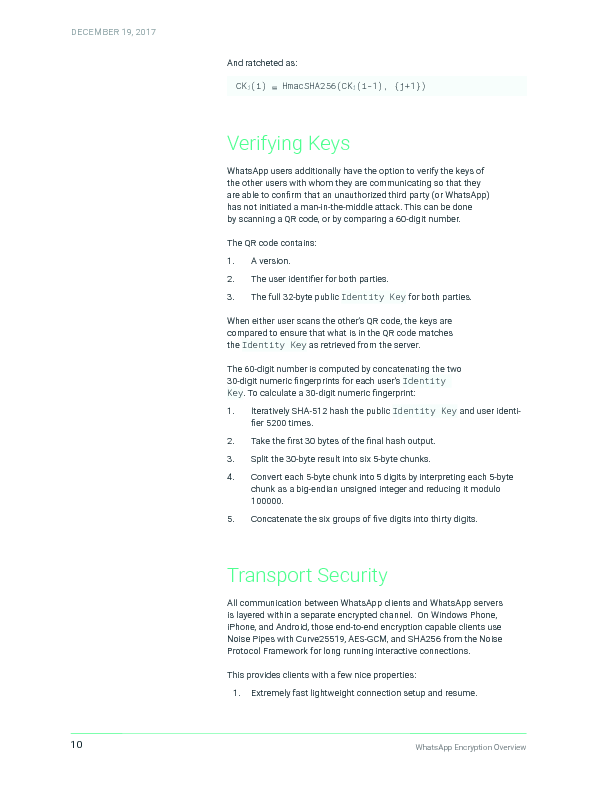 DECEMBER 19, 2017
And ratcheted as:
CKⱼ(i) = HmacSHA256(CKⱼ(i-1), {j+1})
Verifying Keys
WhatsApp users additionally have the option to verify the keys of
the other users with whom they are communicating so that they
are able to confirm that an unauthorized third party (or WhatsApp)
has not initiated a man-in-the-middle attack. This can be done
by scanning a QR code, or by comparing a 60-digit number.
The QR code contains:
1. A version.
2. The user identifier for both parties.
3. The full 32-byte public Identity Key for both parties.
When either user scans the other's QR code, the keys are
compared to ensure that what is in the QR code matches
the Identity Key as retrieved from the server.
The 60-digit number is computed by concatenating the two
30-digit numeric fingerprints for each user's Identity
Key. To calculate a 30-digit numeric fingerprint:
1. Iteratively SHA-512 hash the public Identity Key and user identi-
fier 5200 times.
2. Take the first 30 bytes of the final hash output.
3. Split the 30-byte result into six 5-byte chunks.
4. Convert each 5-byte chunk into 5 digits by interpreting each 5-byte
chunk as a big-endian unsigned integer and reducing it modulo
100000.
5. Concatenate the six groups of five digits into thirty digits.
Transport Security
All communication between WhatsApp clients and WhatsApp servers
is layered within a separate encrypted channel. On Windows Phone,
iPhone, and Android, those end-to-end encryption capable clients use
Noise Pipes with Curve25519, AES-GCM, and SHA256 from the Noise
Protocol Framework for long running interactive connections.
This provides clients with a few nice properties:
1. Extremely fast lightweight connection setup and resume.
10
WhatsApp Encryption Overview